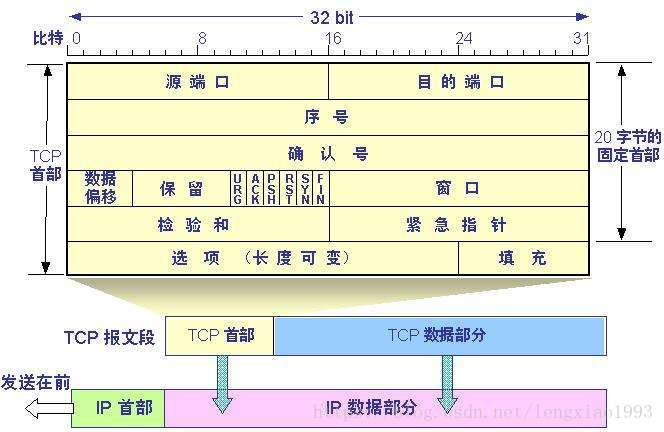 32 bit
比特 0 8 16 24 31
源端口 目的端口
序号
TCP 首部
确认号
20 字节的固定首部
数据偏移 保留 URG ACK PSH RST SYN FIN 窗口
检验和 紧急指针
选项（长度可变） 填充
TCP 报文段 TCP 首部 TCP 数据部分
发送在前
IP 首部 IP 数据部分
https://blog.csdn.net/lengxiao1993